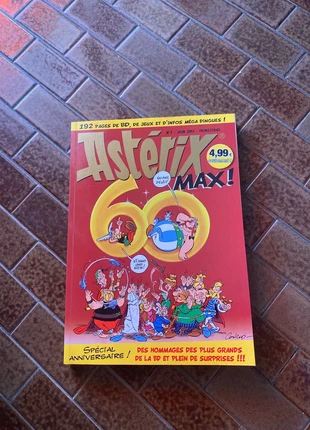 192 PAGES DE BD, DE JEUX ET D'INFOS MÉGA DINGUES !
Astérix
MAX!
4,99€
60
SPÉCIAL
ANNIVERSAIRE !
DES HOMMAGES DES PLUS GRANDS
DE LA BD ET PLEIN DE SURPRISES !!!